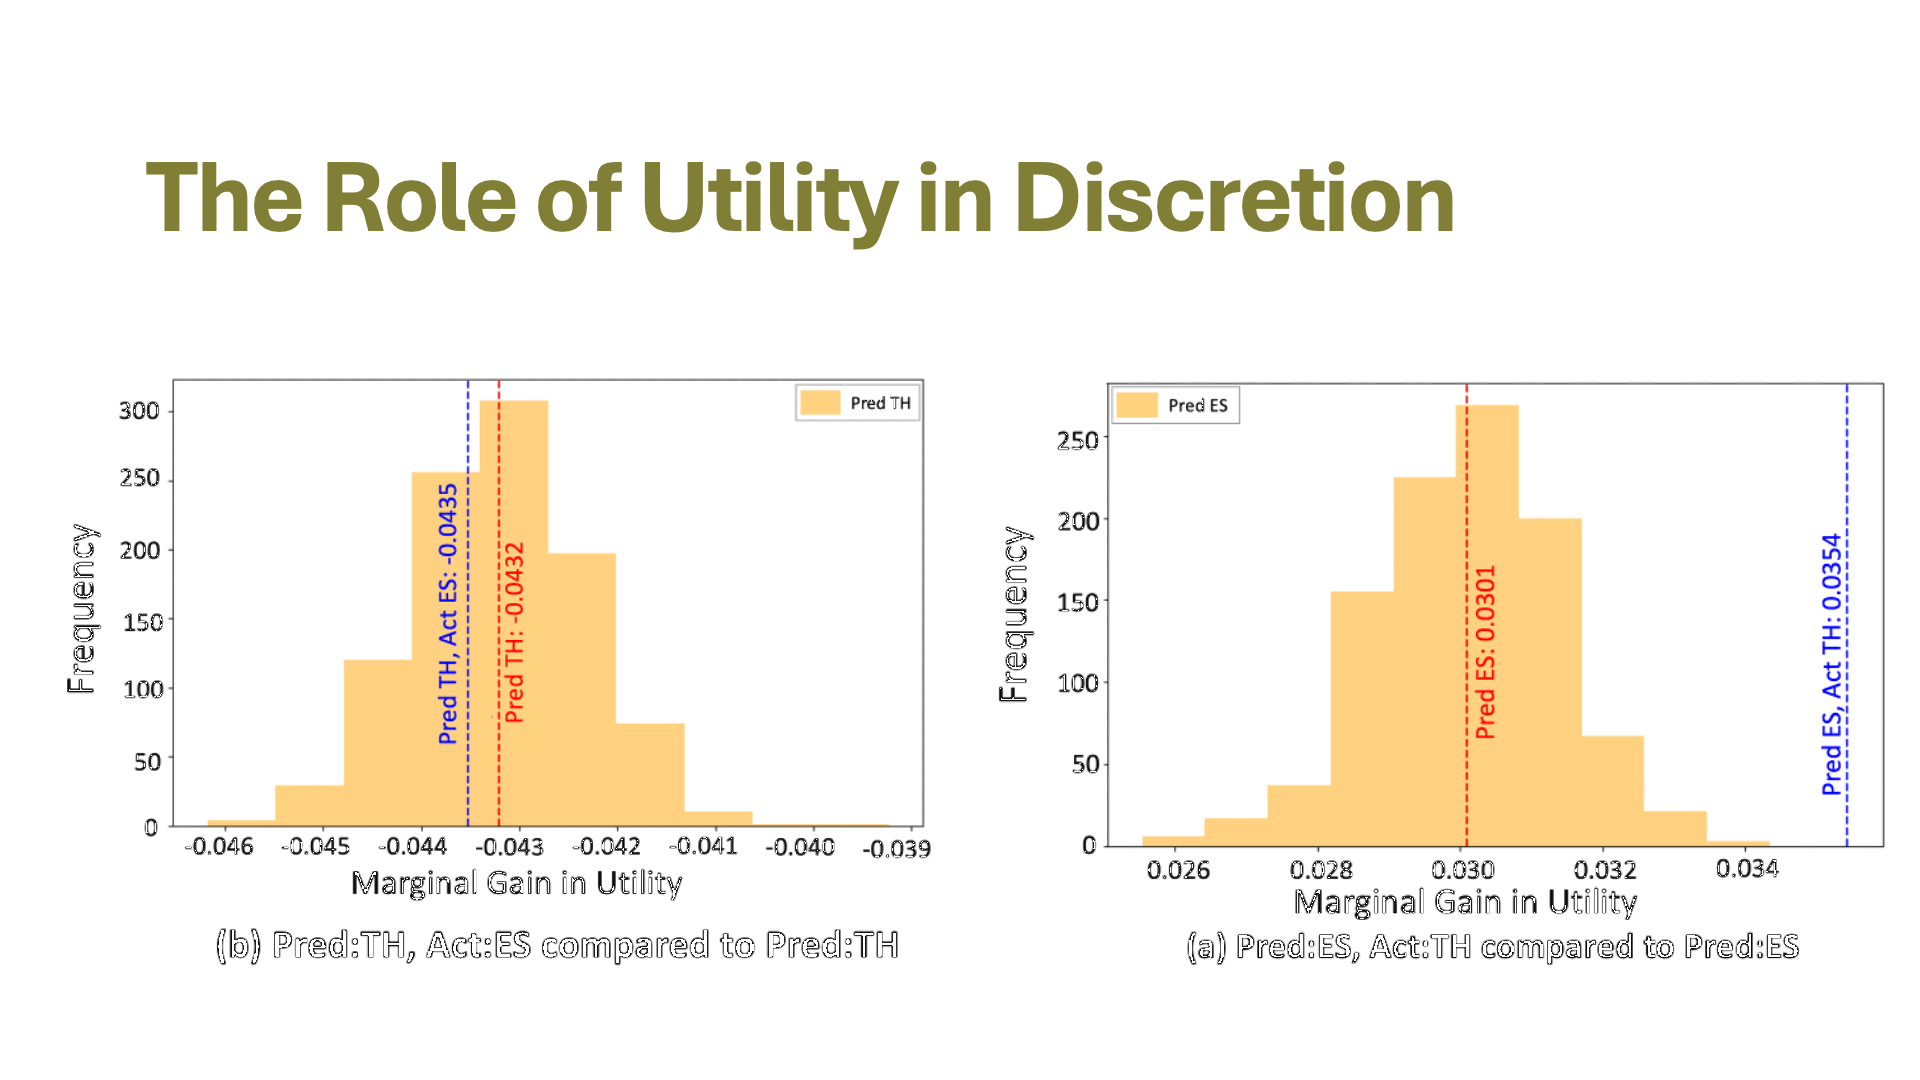 The Role of Utility in Discretion
Pred TH
300
250
200
150
100
50
0
Frequency
Pred TH, Act ES: -0.0435
Pred TH: -0.0432
-0.046 -0.045 -0.044 -0.043 -0.042 -0.041 -0.040 -0.039
Marginal Gain in Utility
(b) Pred:TH, Act:ES compared to Pred:TH
Pred ES
250
200
150
100
50
0
Frequency
Pred ES: 0.0301
Pred ES, Act TH: 0.0354
0.026 0.028 0.030 0.032 0.034
Marginal Gain in Utility
(a) Pred:ES, Act:TH compared to Pred:ES